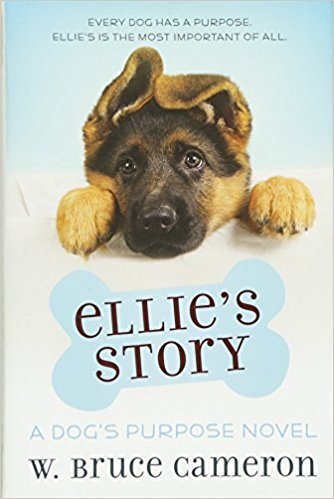 EVERY DOG HAS A PURPOSE.
ELLIE'S IS THE MOST IMPORTANT OF ALL.
ELLIE'S
STORY
A DOG'S PURPOSE NOVEL
W. BRUCE CAMERON